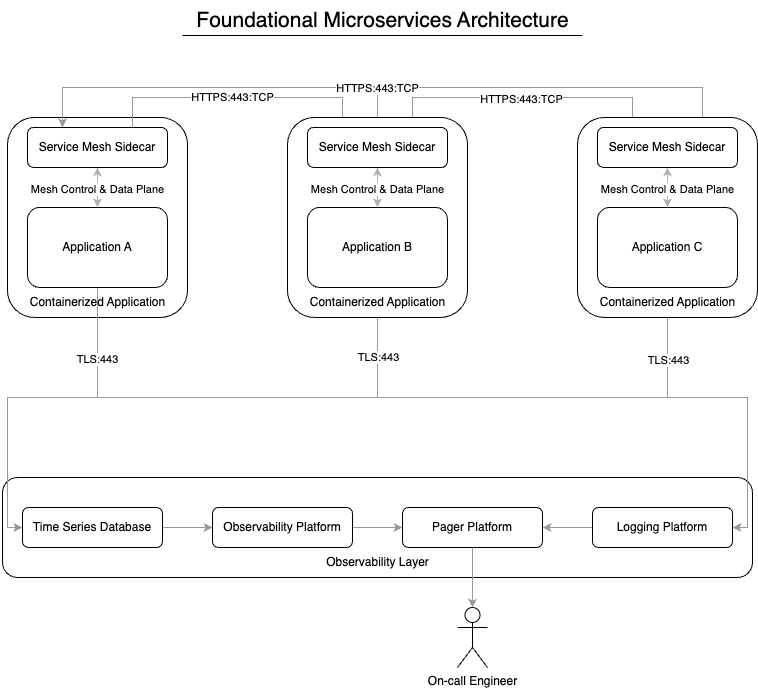 Foundational Microservices Architecture
HTTPS:443:TCP
HTTPS:443:TCP
HTTPS:443:TCP
Service Mesh Sidecar
Service Mesh Sidecar
Service Mesh Sidecar
Mesh Control & Data Plane
Mesh Control & Data Plane
Mesh Control & Data Plane
Application A
Application B
Application C
Containerized Application
Containerized Application
Containerized Application
TLS:443
TLS:443
TLS:443
Time Series Database
Observability Platform
Pager Platform
Logging Platform
Observability Layer
On-call Engineer